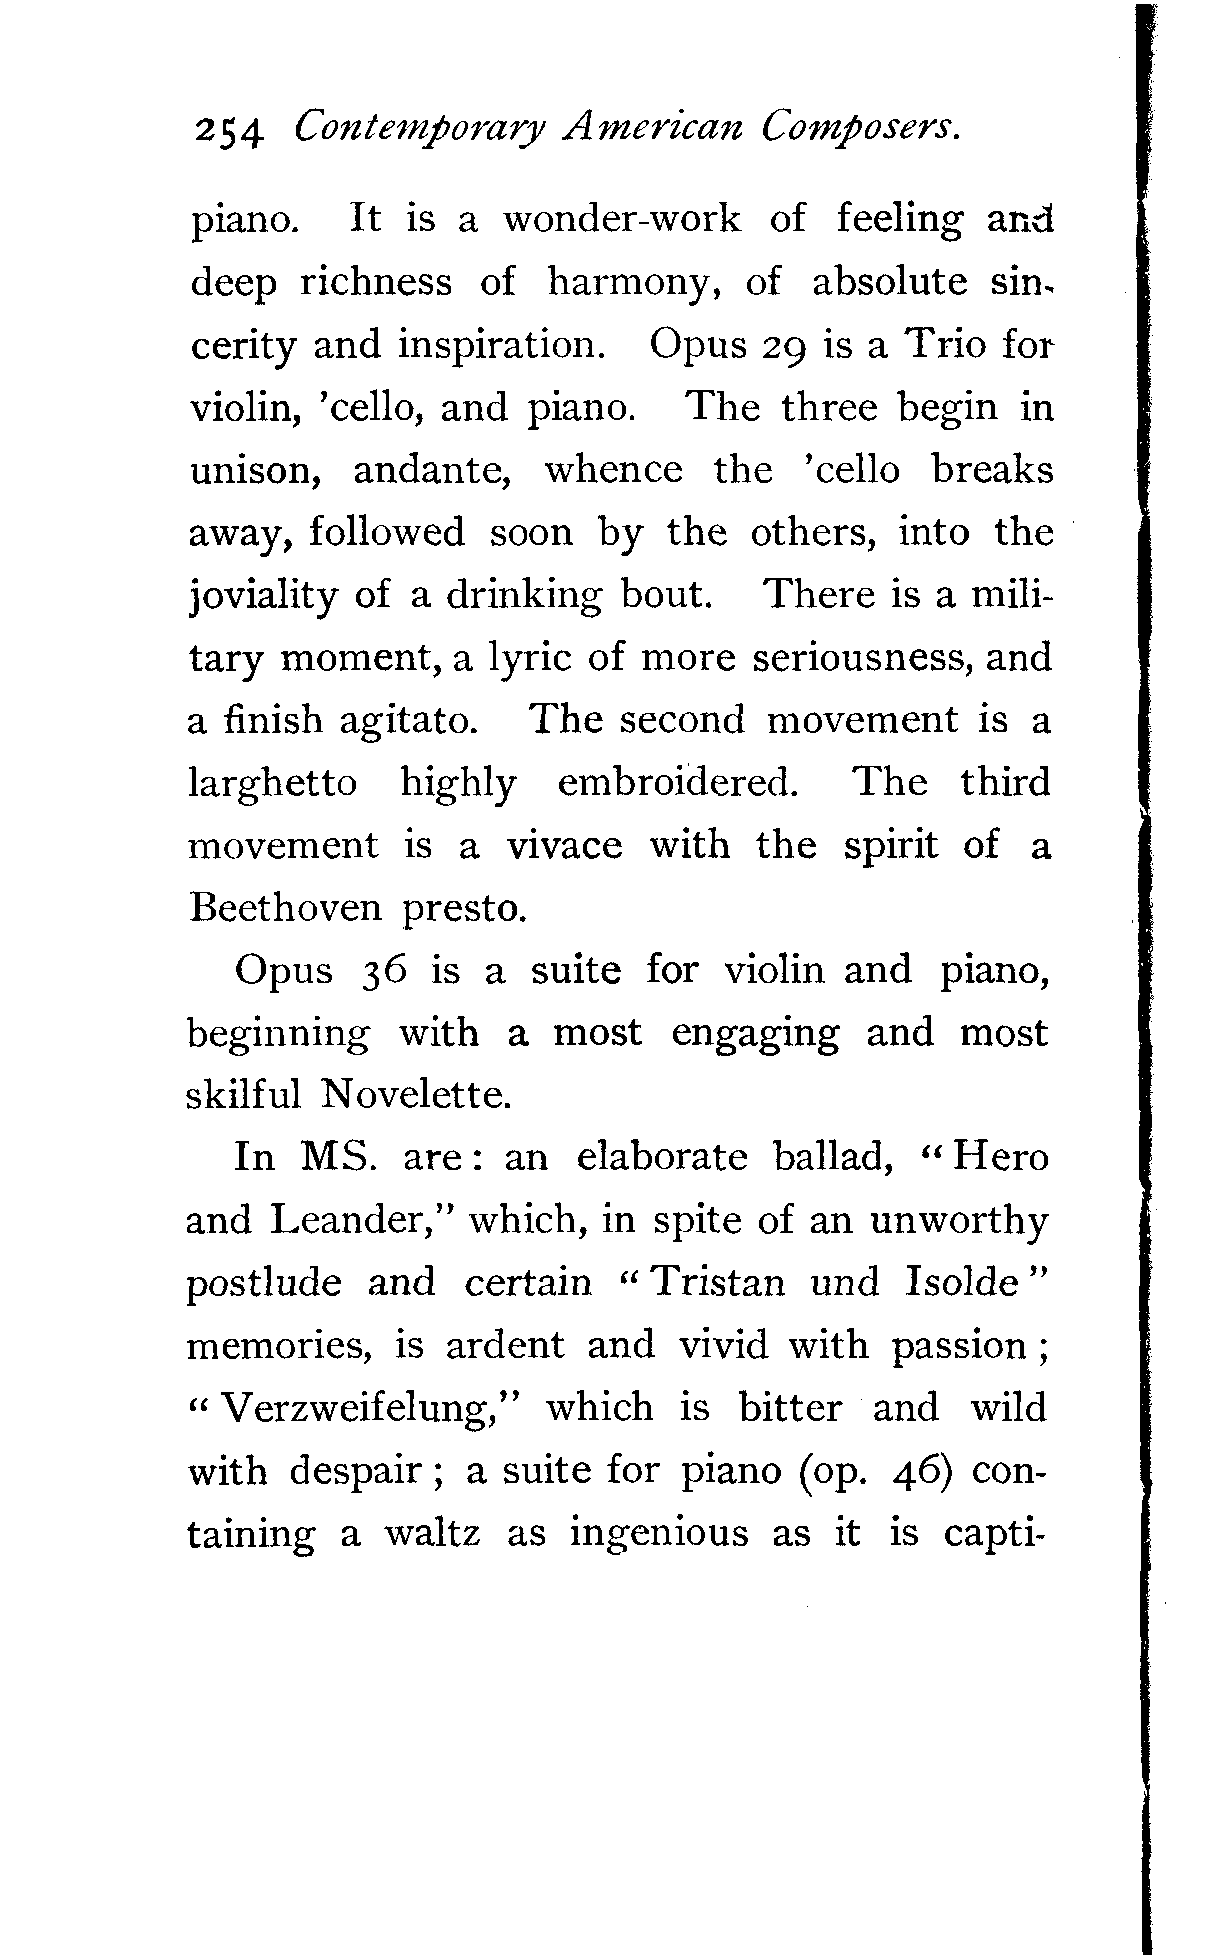 254 Contemporary American Composers.
piano. It is a wonder-work of feeling and
deep richness of harmony, of absolute sin-
cerity and inspiration. Opus 29 is a Trio for
violin, 'cello, and piano. The three begin in
unison, andante, whence the 'cello breaks
away, followed soon by the others, into the
joviality of a drinking bout. There is a mili-
tary moment, a lyric of more seriousness, and
a finish agitato. The second movement is a
larghetto highly embroidered. The third
movement is a vivace with the spirit of a
Beethoven presto.
Opus 36 is a suite for violin and piano,
beginning with a most engaging and most
skilful Novelette.
In MS. are: an elaborate ballad, "Hero
and Leander," which, in spite of an unworthy
postlude and certain "Tristan und Isolde"
memories, is ardent and vivid with passion;
"Verzweifelung," which is bitter and wild
with despair; a suite for piano (op. 46) con-
taining a waltz as ingenious as it is capti-